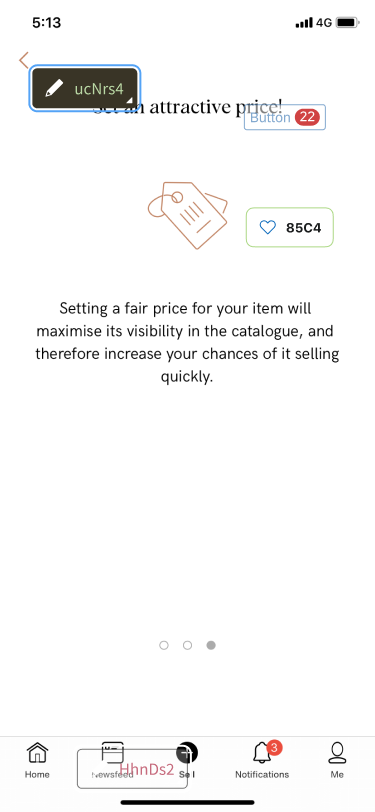 5:13
4G
ucNrs4
Set an attractive price!
Button 22
85C4
Setting a fair price for your item will
maximise its visibility in the catalogue, and
therefore increase your chances of it selling
quickly.
3
HhnDs2
Home
Newsfeed
Sell
Notifications
Me